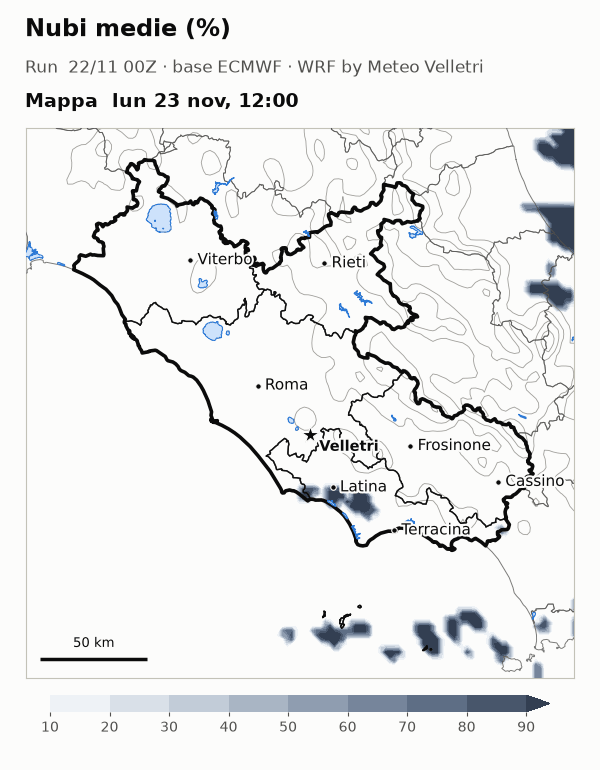 Nubi medie (%)
Run  22/11 00Z · base ECMWF · WRF by Meteo Velletri
Mappa  lun 23 nov, 12:00
Viterbo
Rieti
Roma
Velletri
Frosinone
Latina
Cassino
Terracina
50 km
10 20 30 40 50 60 70 80 90